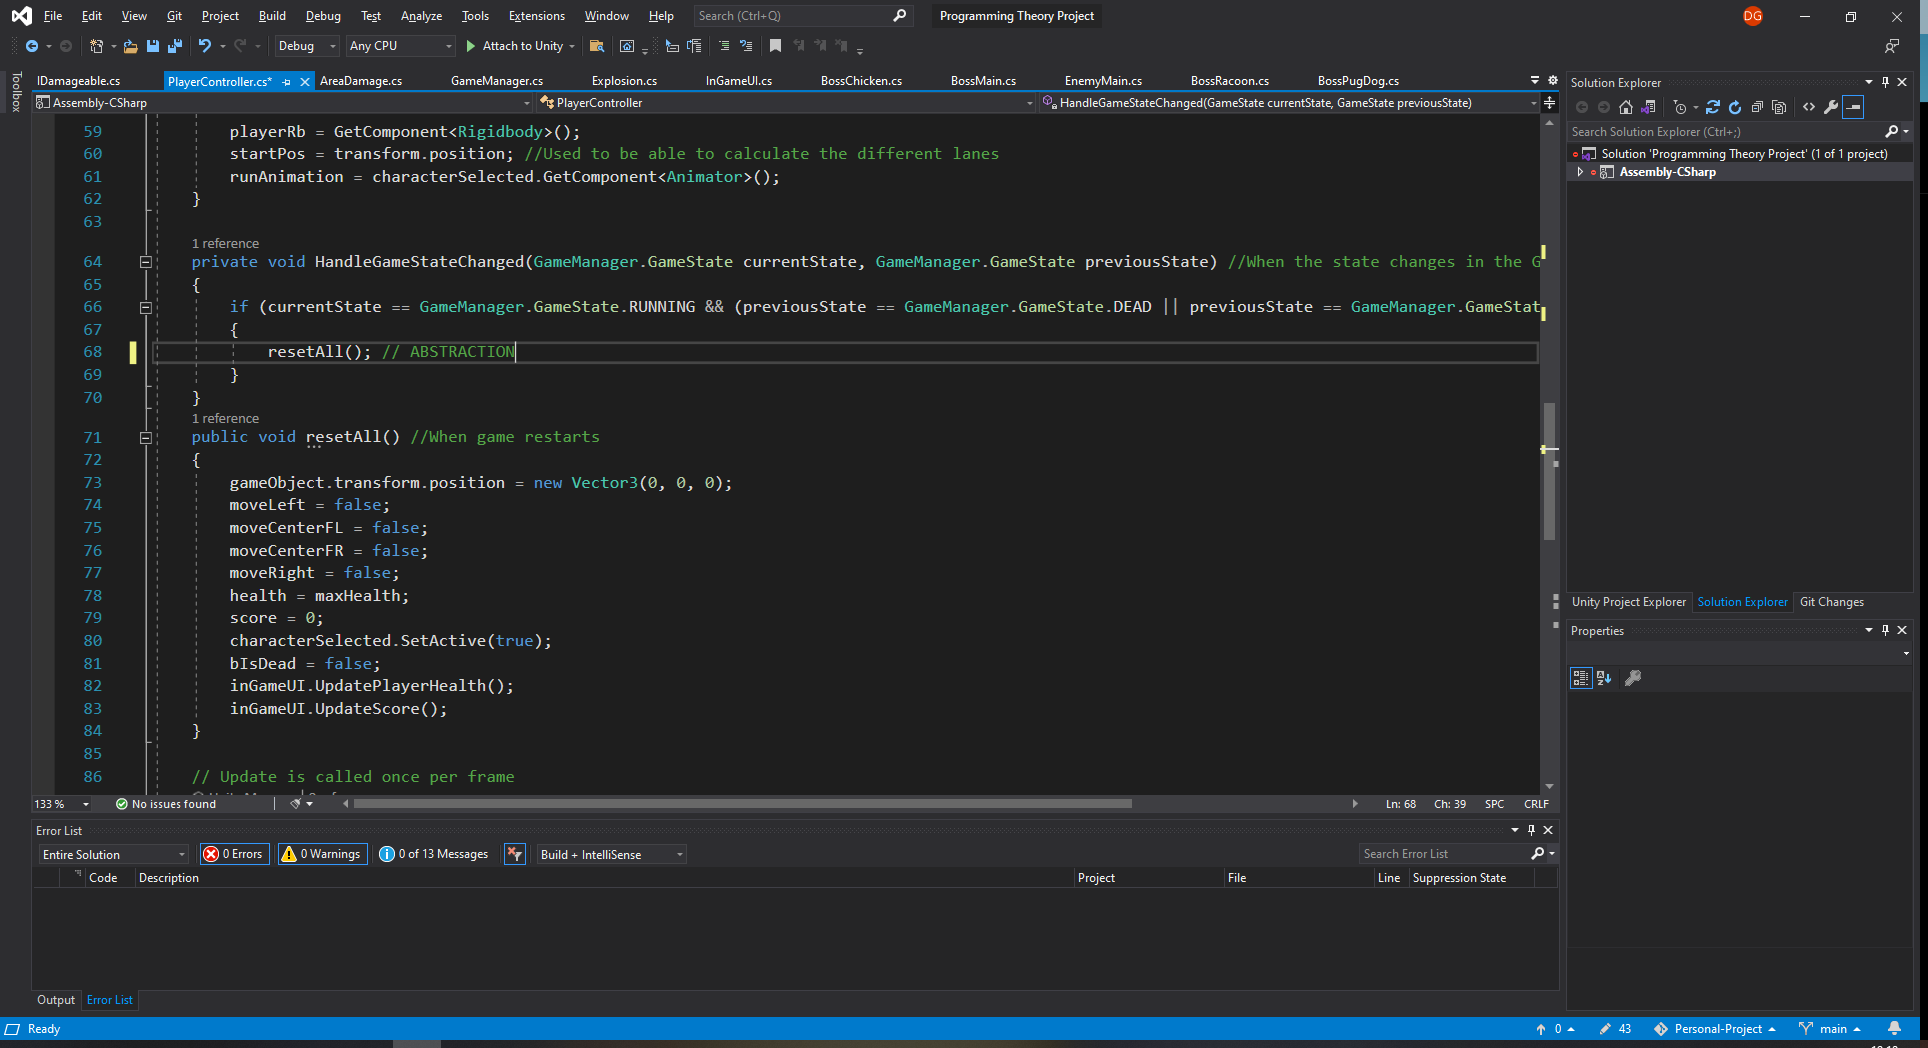 File Edit View Git Project Build Debug Test Analyze Tools Extensions Window Help Search (Ctrl+Q) Programming Theory Project DG
Debug Any CPU Attach to Unity
Toolbox
IDamageable.cs PlayerController.cs* AreaDamage.cs GameManager.cs Explosion.cs InGameUI.cs BossChicken.cs BossMain.cs EnemyMain.cs BossRacoon.cs BossPugDog.cs
Assembly-CSharp PlayerController HandleGameStateChanged(GameState currentState, GameState previousState)
59 playerRb = GetComponent<Rigidbody>();
60 startPos = transform.position; //Used to be able to calculate the different lanes
61 runAnimation = characterSelected.GetComponent<Animator>();
62 }
63
1 reference
64 private void HandleGameStateChanged(GameManager.GameState currentState, GameManager.GameState previousState) //When the state changes in the G
65 {
66 if (currentState == GameManager.GameState.RUNNING && (previousState == GameManager.GameState.DEAD || previousState == GameManager.GameStat
67 {
68 resetAll(); // ABSTRACTION
69 }
70 }
1 reference
71 public void resetAll() //When game restarts
72 {
73 gameObject.transform.position = new Vector3(0, 0, 0);
74 moveLeft = false;
75 moveCenterFL = false;
76 moveCenterFR = false;
77 moveRight = false;
78 health = maxHealth;
79 score = 0;
80 characterSelected.SetActive(true);
81 bIsDead = false;
82 inGameUI.UpdatePlayerHealth();
83 inGameUI.UpdateScore();
84 }
85
86 // Update is called once per frame
133 % No issues found Ln: 68 Ch: 39 SPC CRLF
Error List
Entire Solution 0 Errors 0 Warnings 0 of 13 Messages Build + IntelliSense Search Error List
Code Description Project File Line Suppression State
Output Error List
Solution Explorer
Search Solution Explorer (Ctrl+;)
Solution 'Programming Theory Project' (1 of 1 project)
Assembly-CSharp
Unity Project Explorer Solution Explorer Git Changes
Properties
Ready 0 43 Personal-Project main